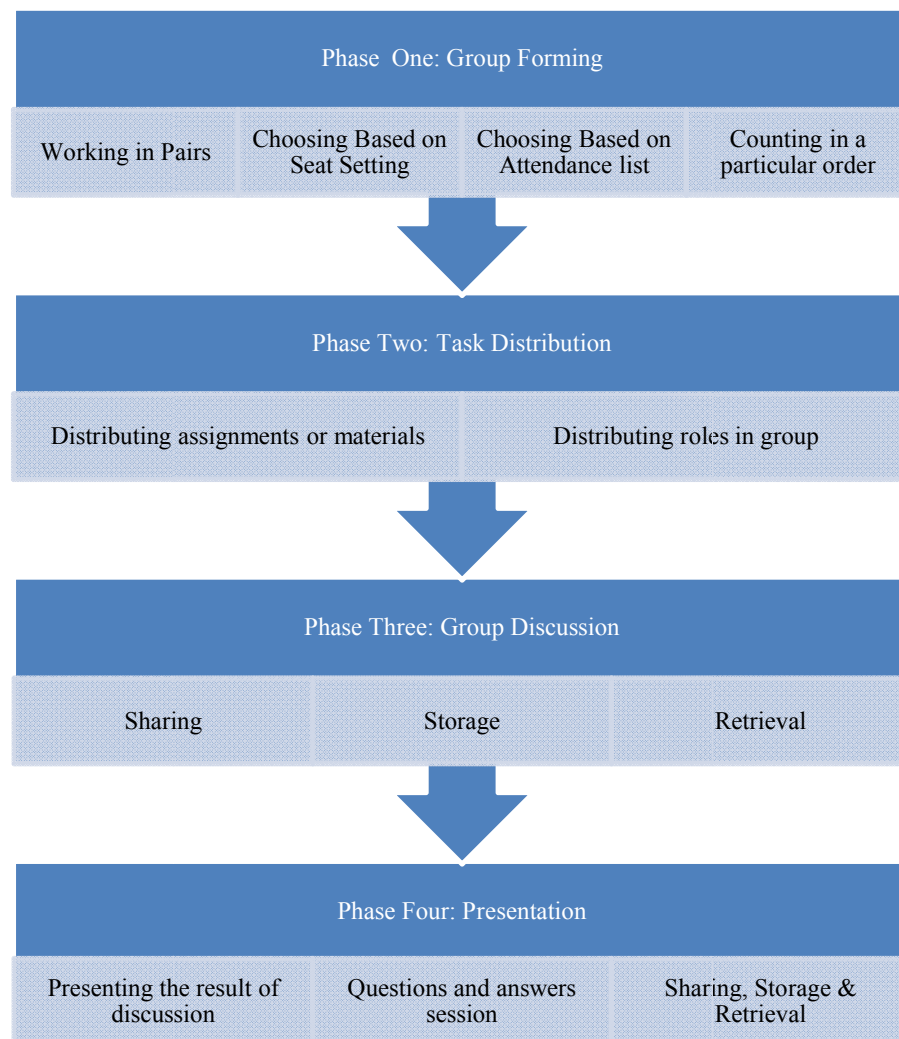 Phase One: Group Forming
Working in Pairs
Choosing Based on
Seat Setting
Choosing Based on
Attendance list
Counting in a
particular order
Phase Two: Task Distribution
Distributing assignments or materials
Distributing roles in group
Phase Three: Group Discussion
Sharing
Storage
Retrieval
Phase Four: Presentation
Presenting the result of
discussion
Questions and answers
session
Sharing, Storage &
Retrieval